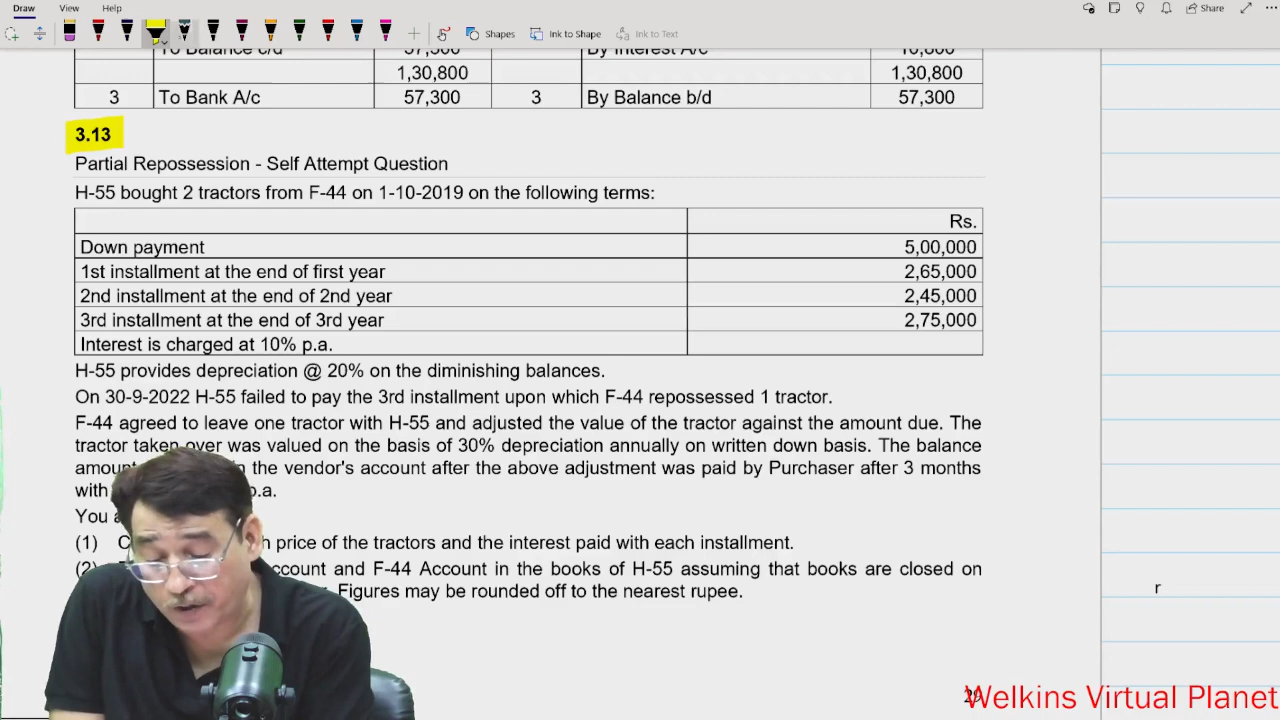 Draw View Help
Share
Shapes Ink to Shape Ink to Text
To Balance c/d 57,300 By Interest A/c 10,800
1,30,800 1,30,800
3 To Bank A/c 57,300 3 By Balance b/d 57,300
3.13
Partial Repossession - Self Attempt Question
H-55 bought 2 tractors from F-44 on 1-10-2019 on the following terms:
Rs.
Down payment 5,00,000
1st installment at the end of first year 2,65,000
2nd installment at the end of 2nd year 2,45,000
3rd installment at the end of 3rd year 2,75,000
Interest is charged at 10% p.a.
H-55 provides depreciation @ 20% on the diminishing balances.
On 30-9-2022 H-55 failed to pay the 3rd installment upon which F-44 repossessed 1 tractor.
F-44 agreed to leave one tractor with H-55 and adjusted the value of the tractor against the amount due. The
tractor taken over was valued on the basis of 30% depreciation annually on written down basis. The balance
the vendor's account after the above adjustment was paid by Purchaser after 3 months
with p.a.
You
(1) price of the tractors and the interest paid with each installment.
(2) and F-44 Account in the books of H-55 assuming that books are closed on
Figures may be rounded off to the nearest rupee.
r
Welkins Virtual Planet